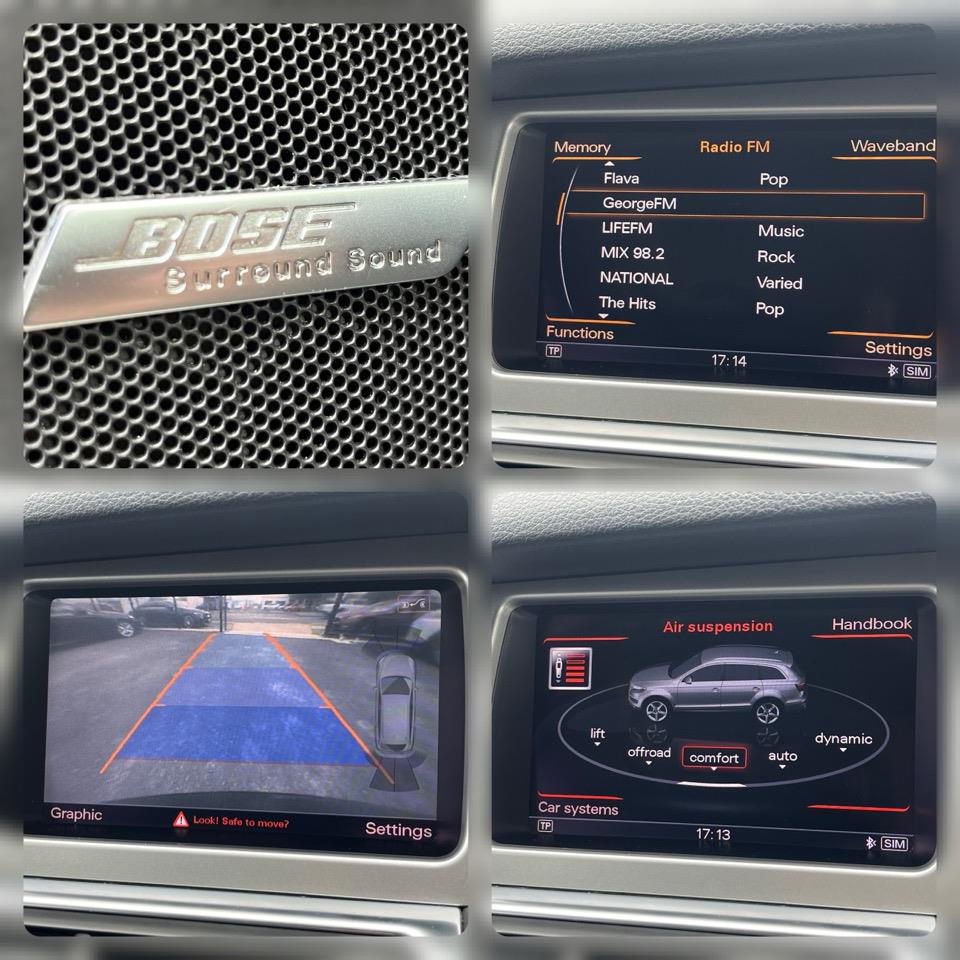 BOSE
Surround Sound
Memory Radio FM Waveband
Flava Pop
GeorgeFM
LIFEFM Music
MIX 98.2 Rock
NATIONAL Varied
The Hits Pop
Functions Settings
TP 17:14 SIM
Graphic Look! Safe to move? Settings
Air suspension Handbook
lift offroad comfort auto dynamic
Car systems
TP 17:13 SIM